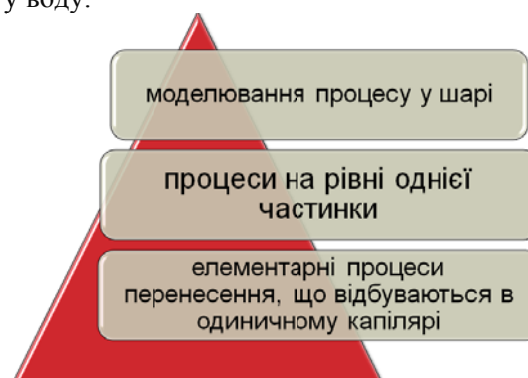 у воду.
моделювання процесу у шарі
процеси на рівні однієї
частинки
елементарні процеси
перенесення, що відбуваються в
одиничному капілярі